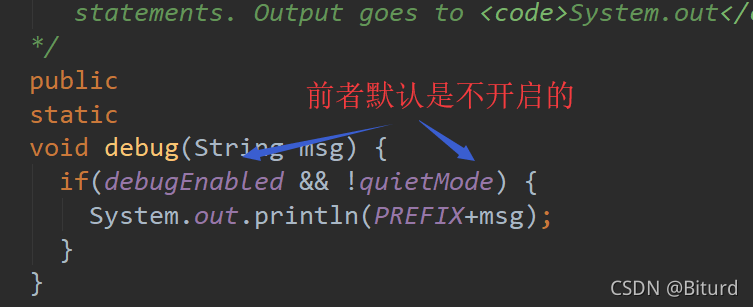 statements. Output goes to <code>System.out</
*/
public
前者默认是不开启的
static
void debug(String msg) {
if(debugEnabled && !quietMode) {
System.out.println(PREFIX+msg);
}
}
CSDN @Biturd